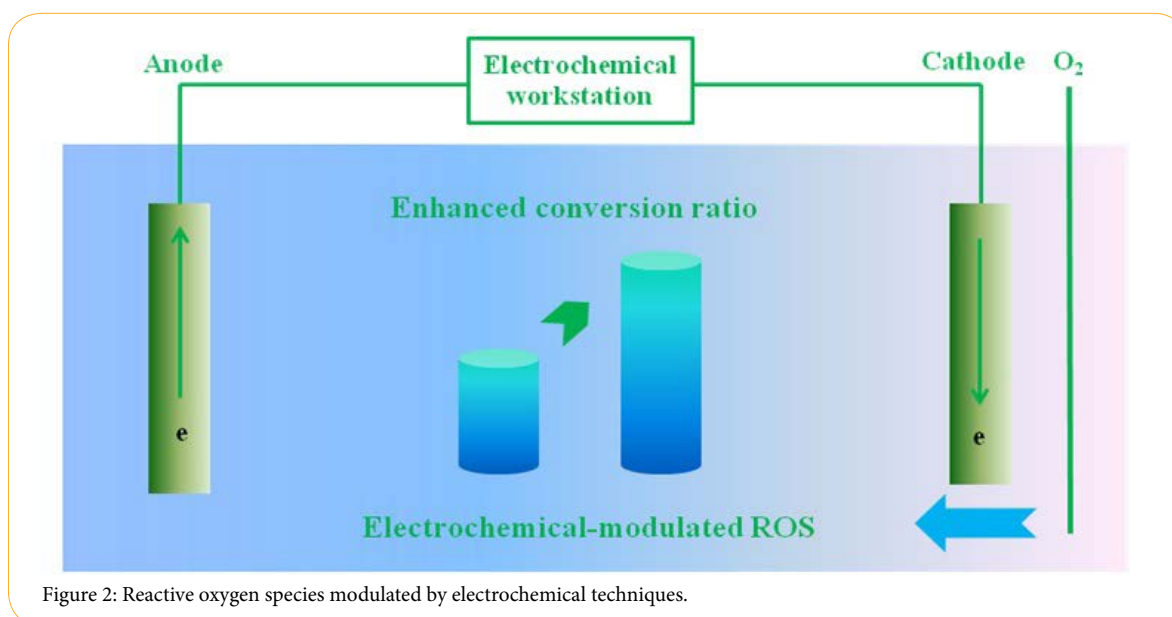 Anode
Electrochemical
workstation
Cathode
O₂
Enhanced conversion ratio
e
e
Electrochemical-modulated ROS
Figure 2: Reactive oxygen species modulated by electrochemical techniques.